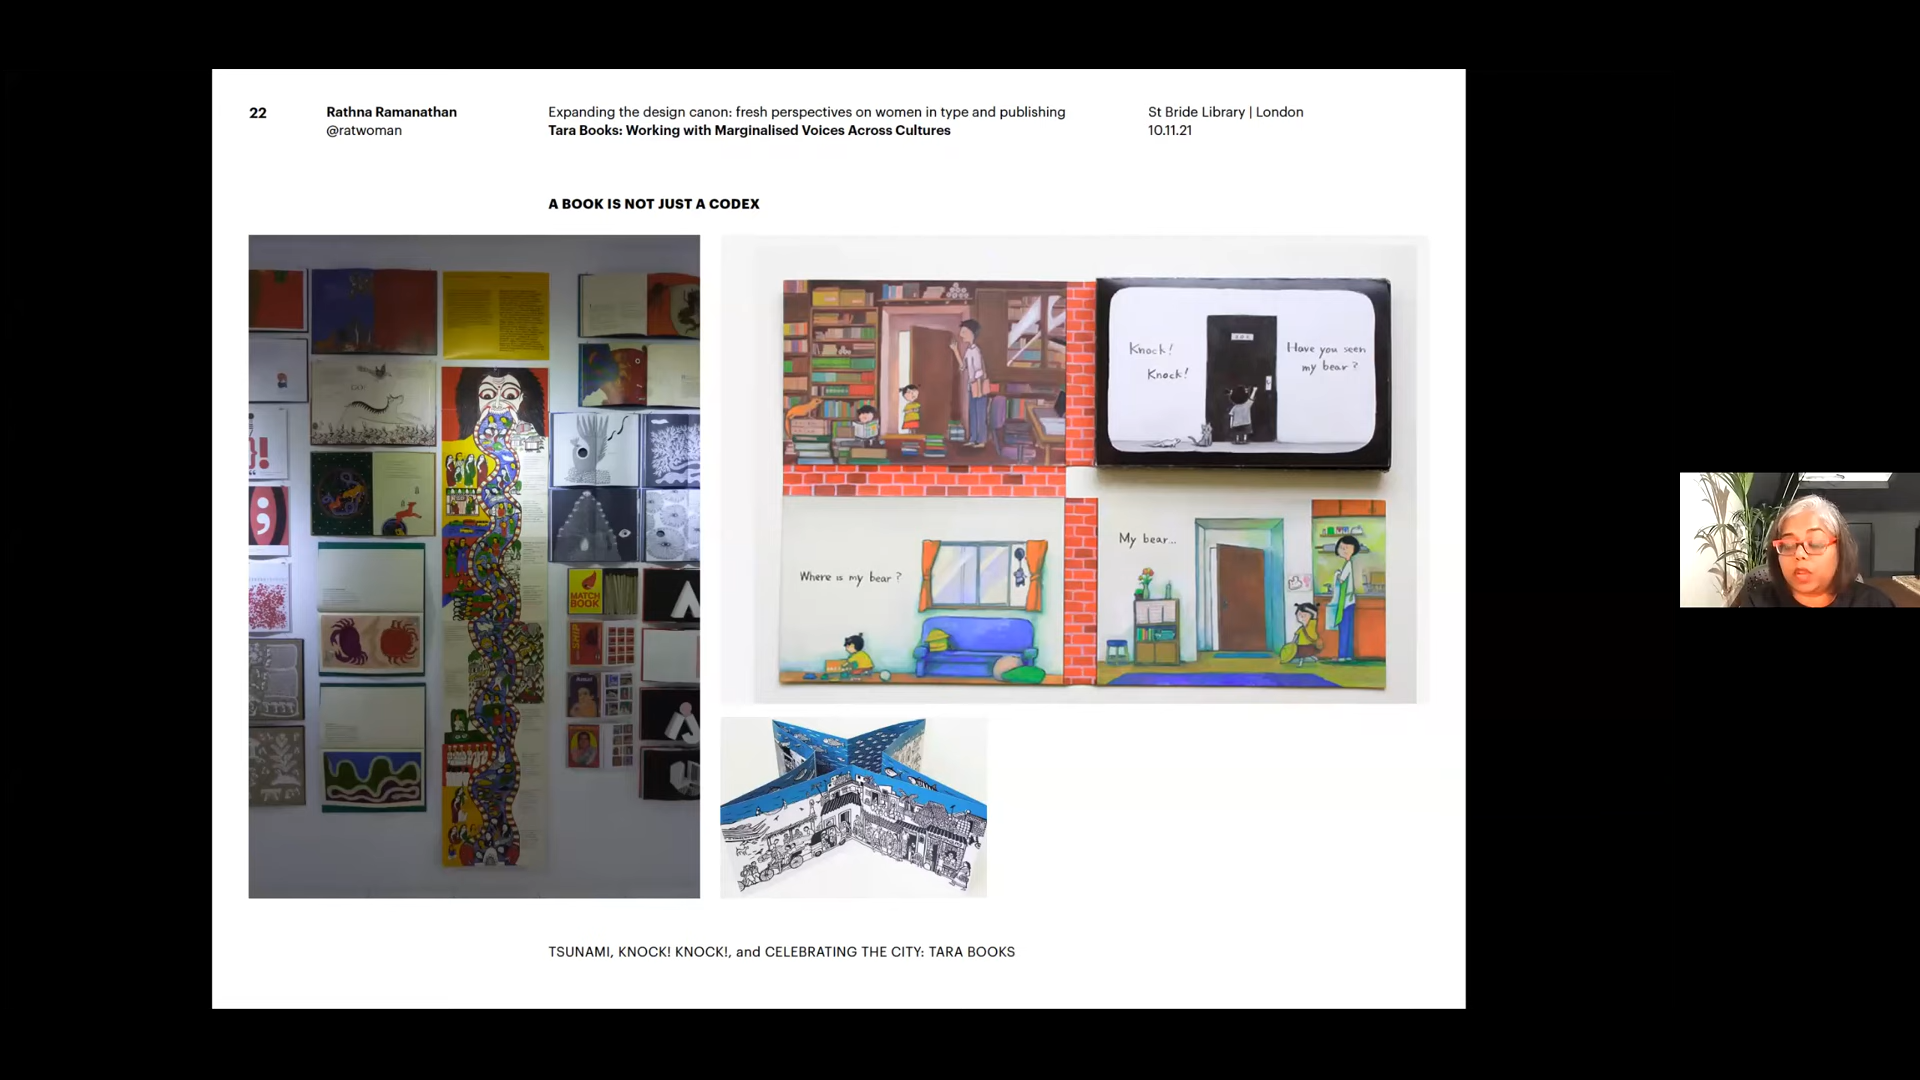 22
Rathna Ramanathan
@ratwoman
Expanding the design canon: fresh perspectives on women in type and publishing
Tara Books: Working with Marginalised Voices Across Cultures
St Bride Library | London
10.11.21
A BOOK IS NOT JUST A CODEX
MATCH
BOOK
Knock!
Knock!
Have you seen
my bear?
Where is my bear?
My bear...
TSUNAMI, KNOCK! KNOCK!, and CELEBRATING THE CITY: TARA BOOKS